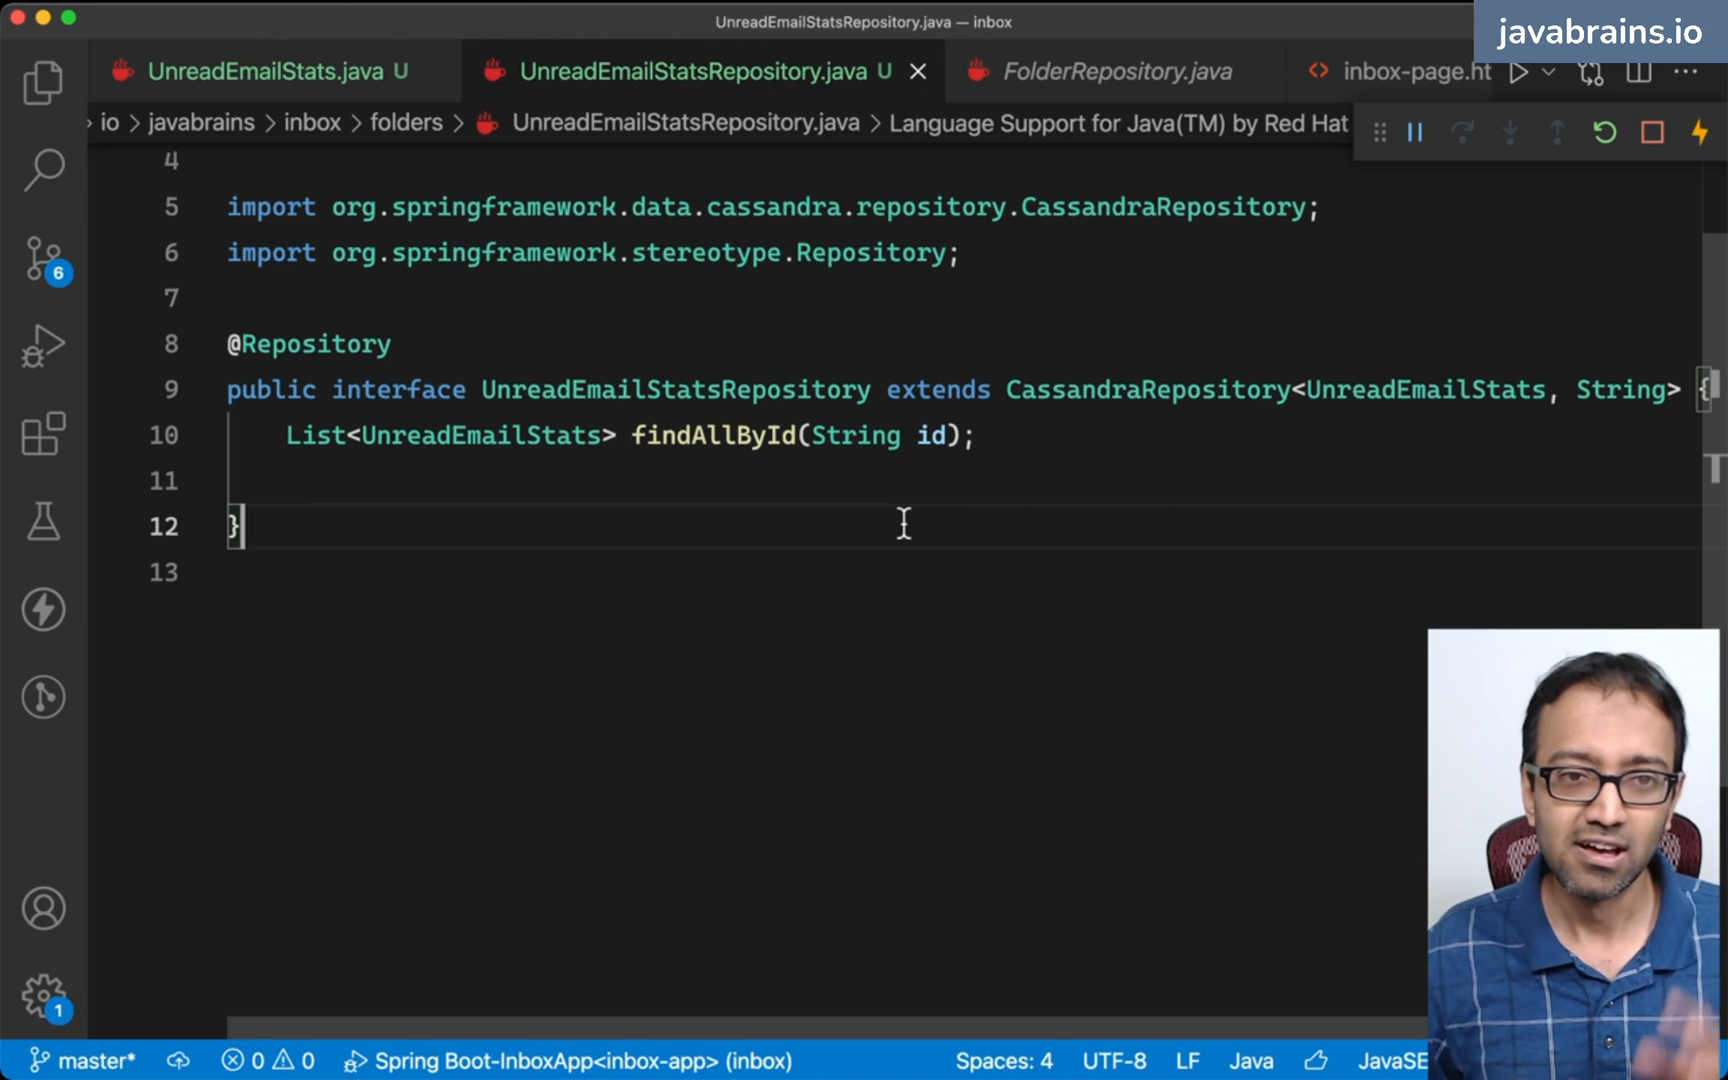 UnreadEmailStatsRepository.java — inbox
javabrains.io
UnreadEmailStats.java U
UnreadEmailStatsRepository.java U
FolderRepository.java
inbox-page.ht
io > javabrains > inbox > folders > UnreadEmailStatsRepository.java > Language Support for Java(TM) by Red Hat
4
5 import org.springframework.data.cassandra.repository.CassandraRepository;
6 import org.springframework.stereotype.Repository;
7
8 @Repository
9 public interface UnreadEmailStatsRepository extends CassandraRepository<UnreadEmailStats, String> {
10 List<UnreadEmailStats> findAllById(String id);
11
12 }
13
6
1
master* 0 0 Spring Boot-InboxApp<inbox-app> (inbox) Spaces: 4 UTF-8 LF Java JavaSE